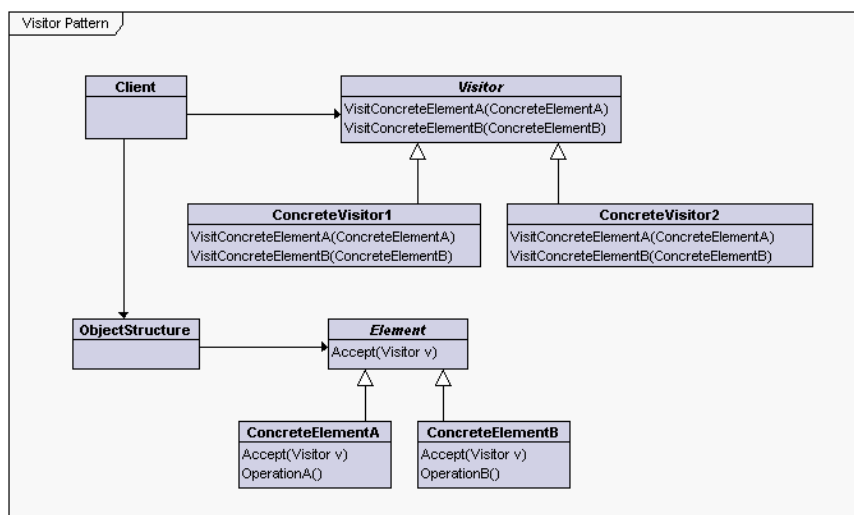 Visitor Pattern
Client
Visitor
VisitConcreteElementA(ConcreteElementA)
VisitConcreteElementB(ConcreteElementB)
ConcreteVisitor1
VisitConcreteElementA(ConcreteElementA)
VisitConcreteElementB(ConcreteElementB)
ConcreteVisitor2
VisitConcreteElementA(ConcreteElementA)
VisitConcreteElementB(ConcreteElementB)
ObjectStructure
Element
Accept(Visitor v)
ConcreteElementA
Accept(Visitor v)
OperationA()
ConcreteElementB
Accept(Visitor v)
OperationB()